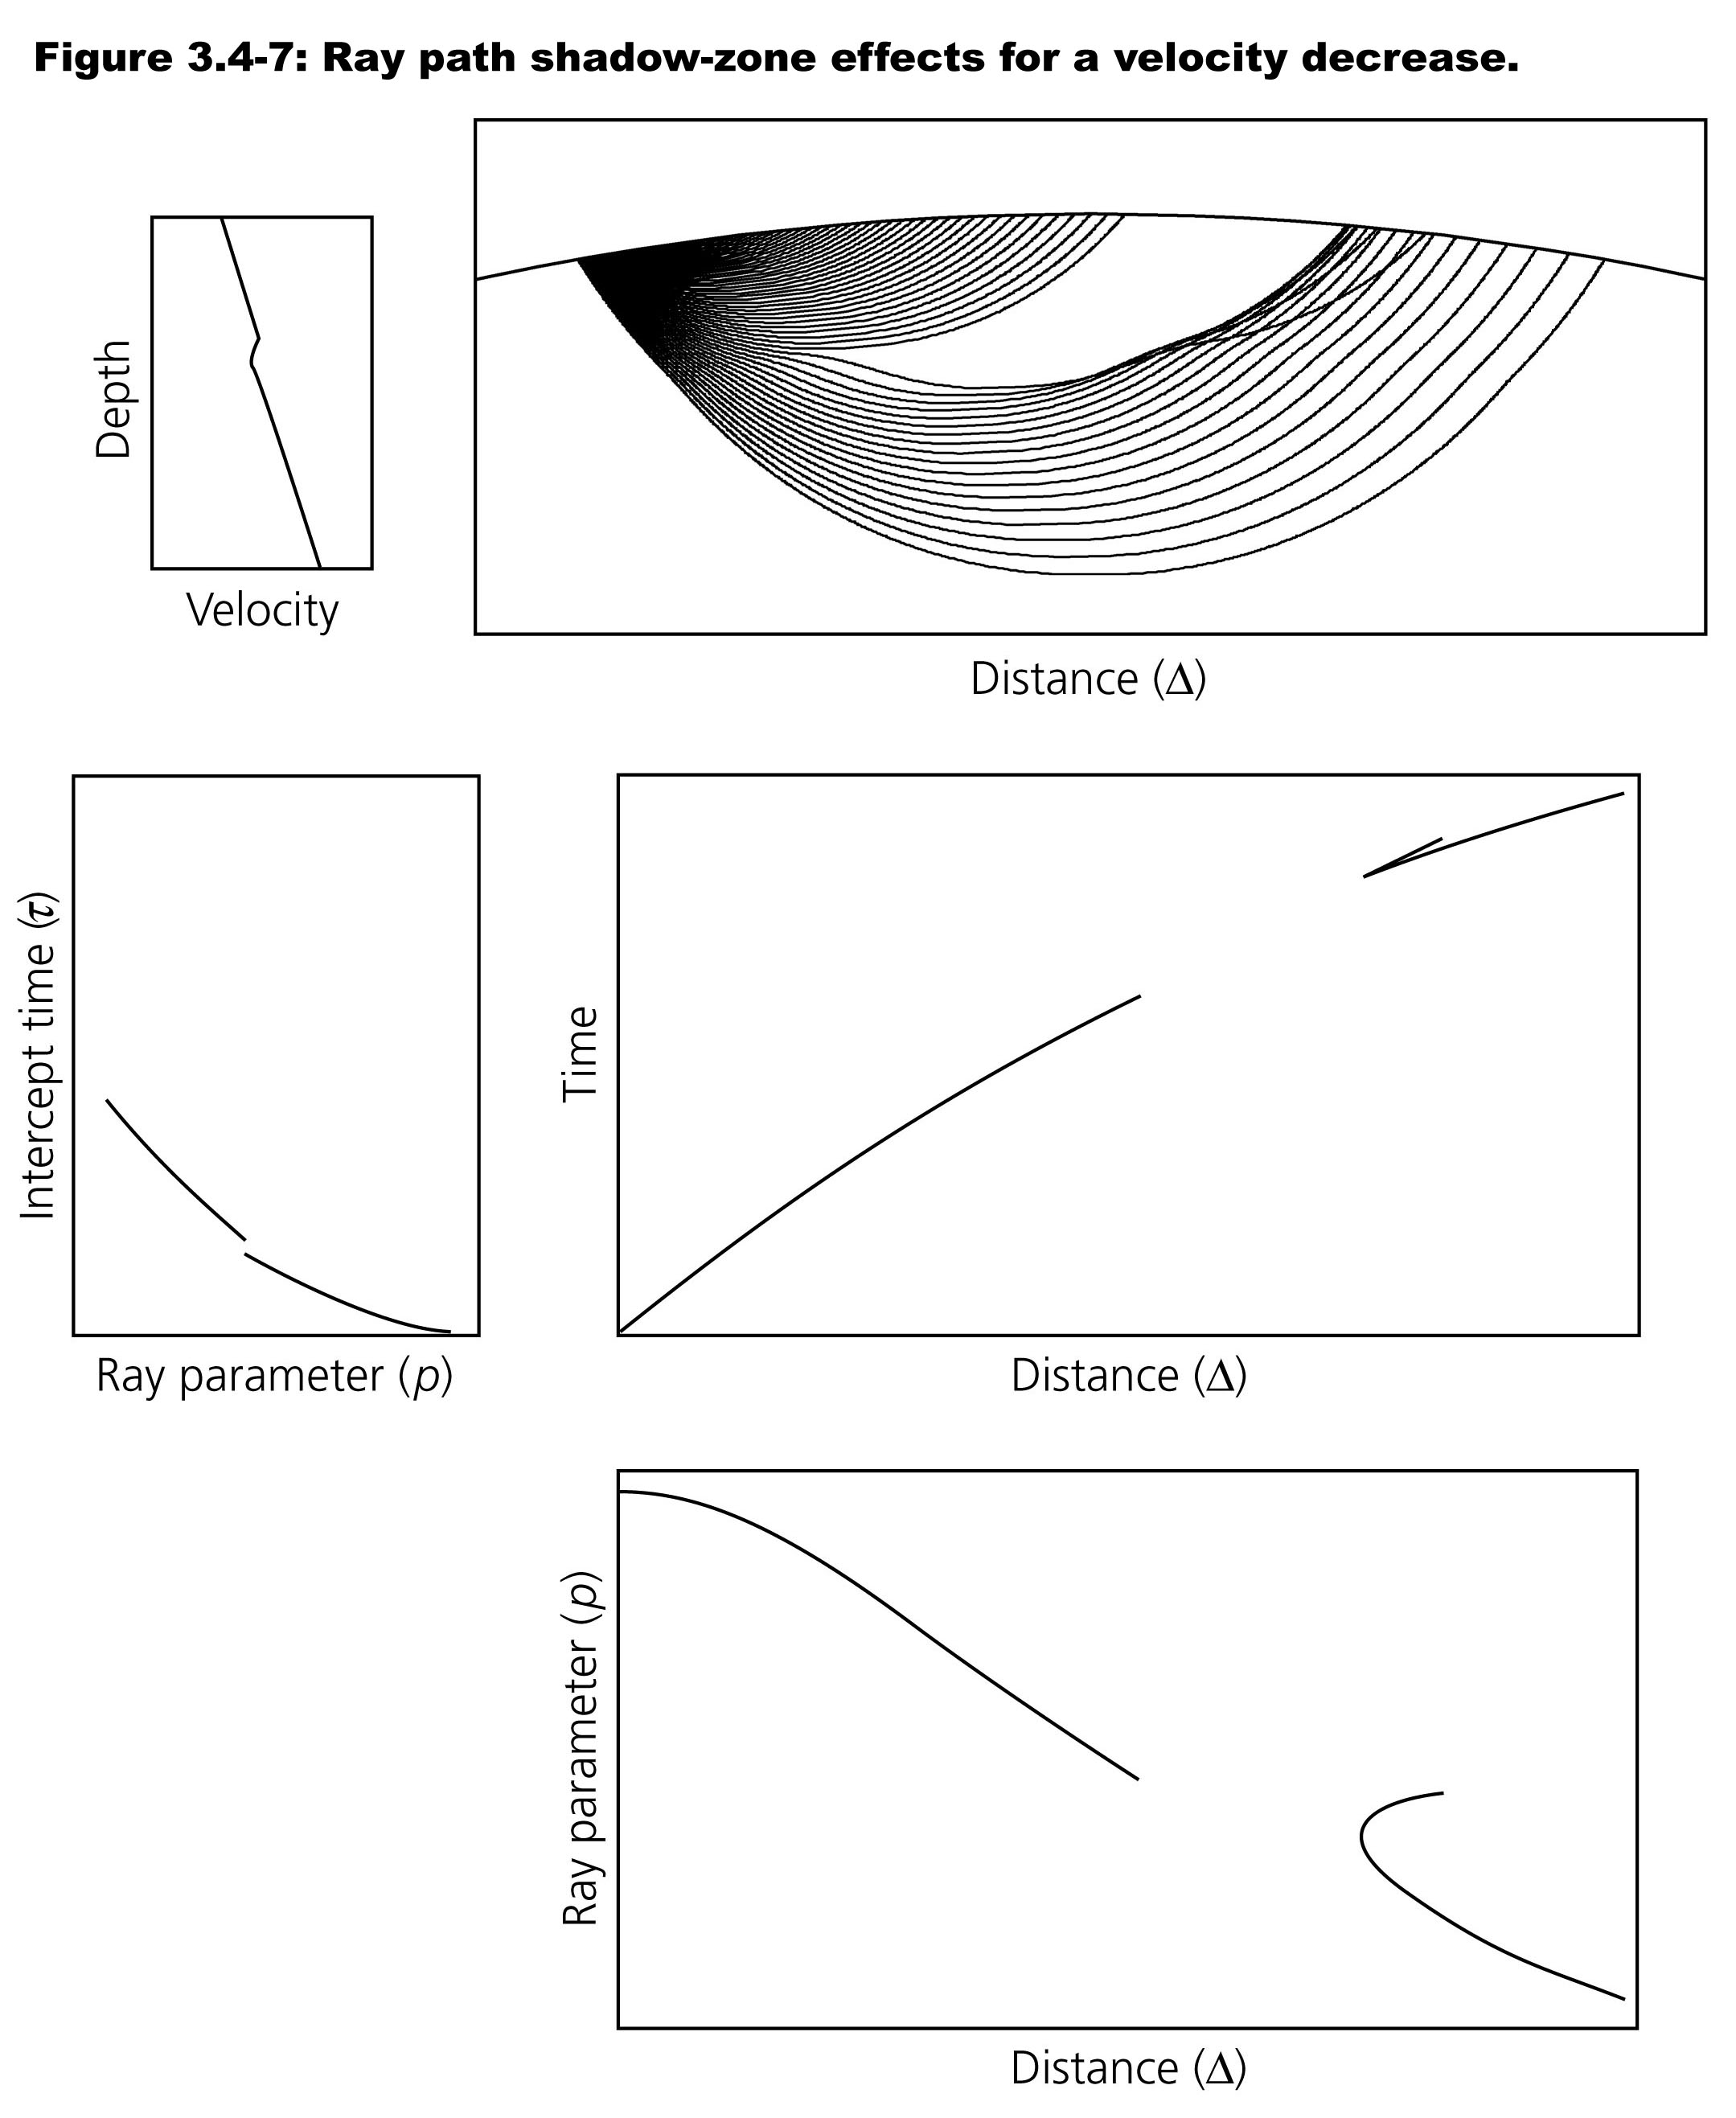 Figure 3.4-7: Ray path shadow-zone effects for a velocity decrease.
Depth
Velocity
Distance (Δ)
Intercept time (τ)
Ray parameter (p)
Time
Distance (Δ)
Ray parameter (p)
Distance (Δ)